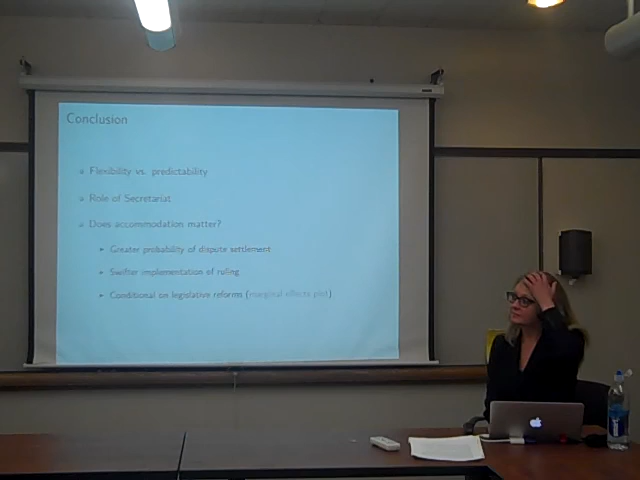 Conclusion
Flexibility vs. predictability
Role of Secretariat
Does accommodation matter?
Greater probability of dispute settlement
Swifter implementation of ruling
Conditional on legislative reforms (marginal effects plot)